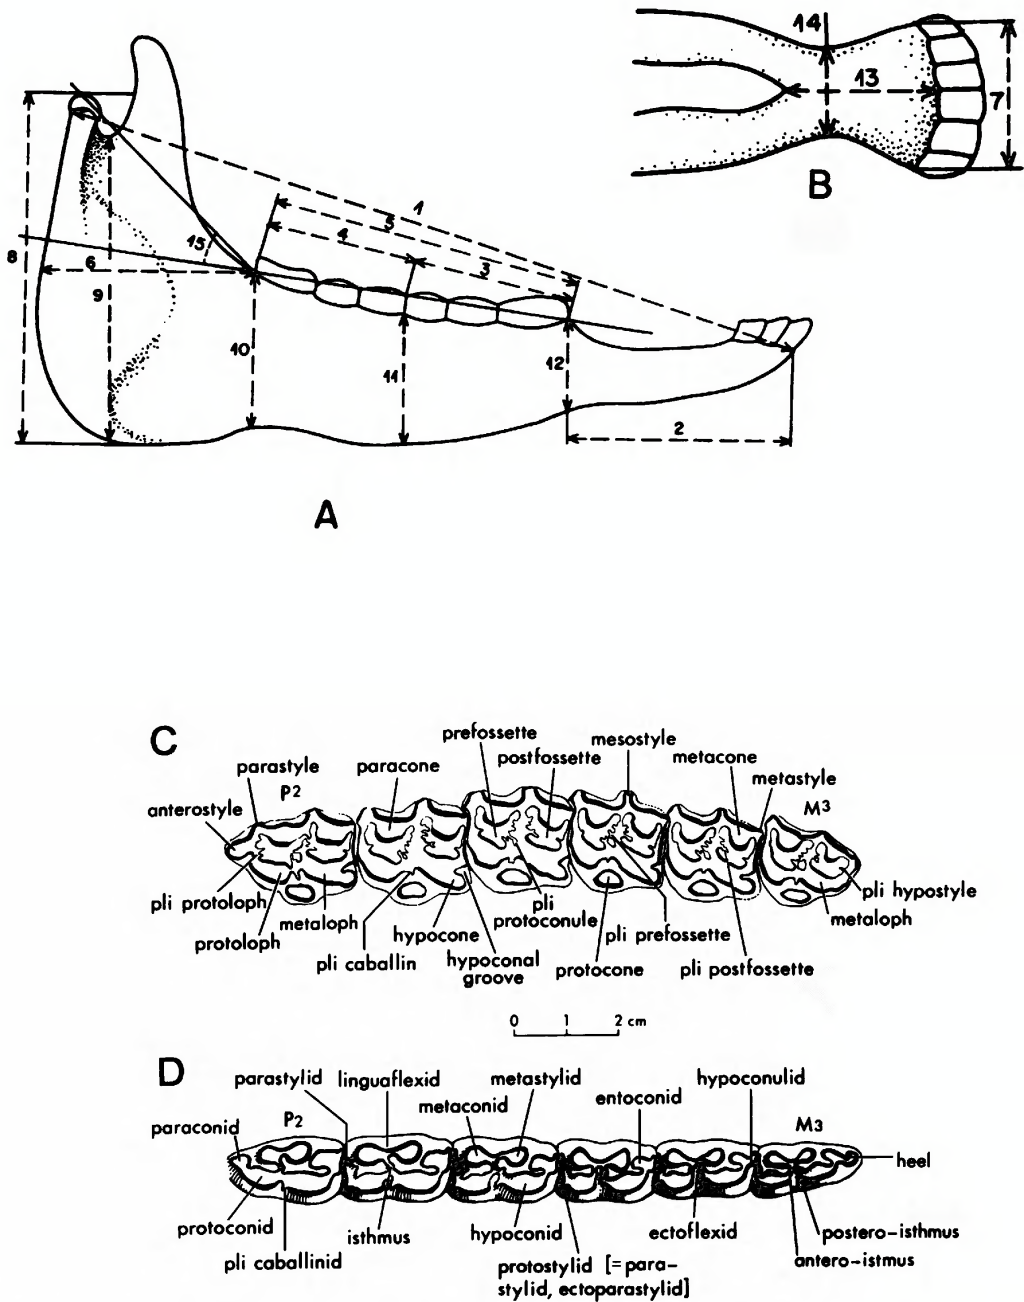 14
13
7
B
1
5
4
3
15
8
6
9
10
11
12
2
A
C
prefossette
mesostyle
postfossette
metacone
parastyle
paracone
metastyle
P2
M3
anterostyle
pli protoloph
metaloph
protoloph
pli caballin
hypocone
hypoconal
groove
pli
protoconule
protocone
pli prefossette
pli postfossette
pli hypostyle
metaloph
0 1 2 cm
D
parastylid
linguaflexid
metastylid
hypoconulid
metaconid
entoconid
P2
M3
paraconid
heel
protoconid
pli caballinid
isthmus
hypoconid
ectoflexid
postero-isthmus
antero-istmus
protostylid [=para-
stylid, ectoparastylid]